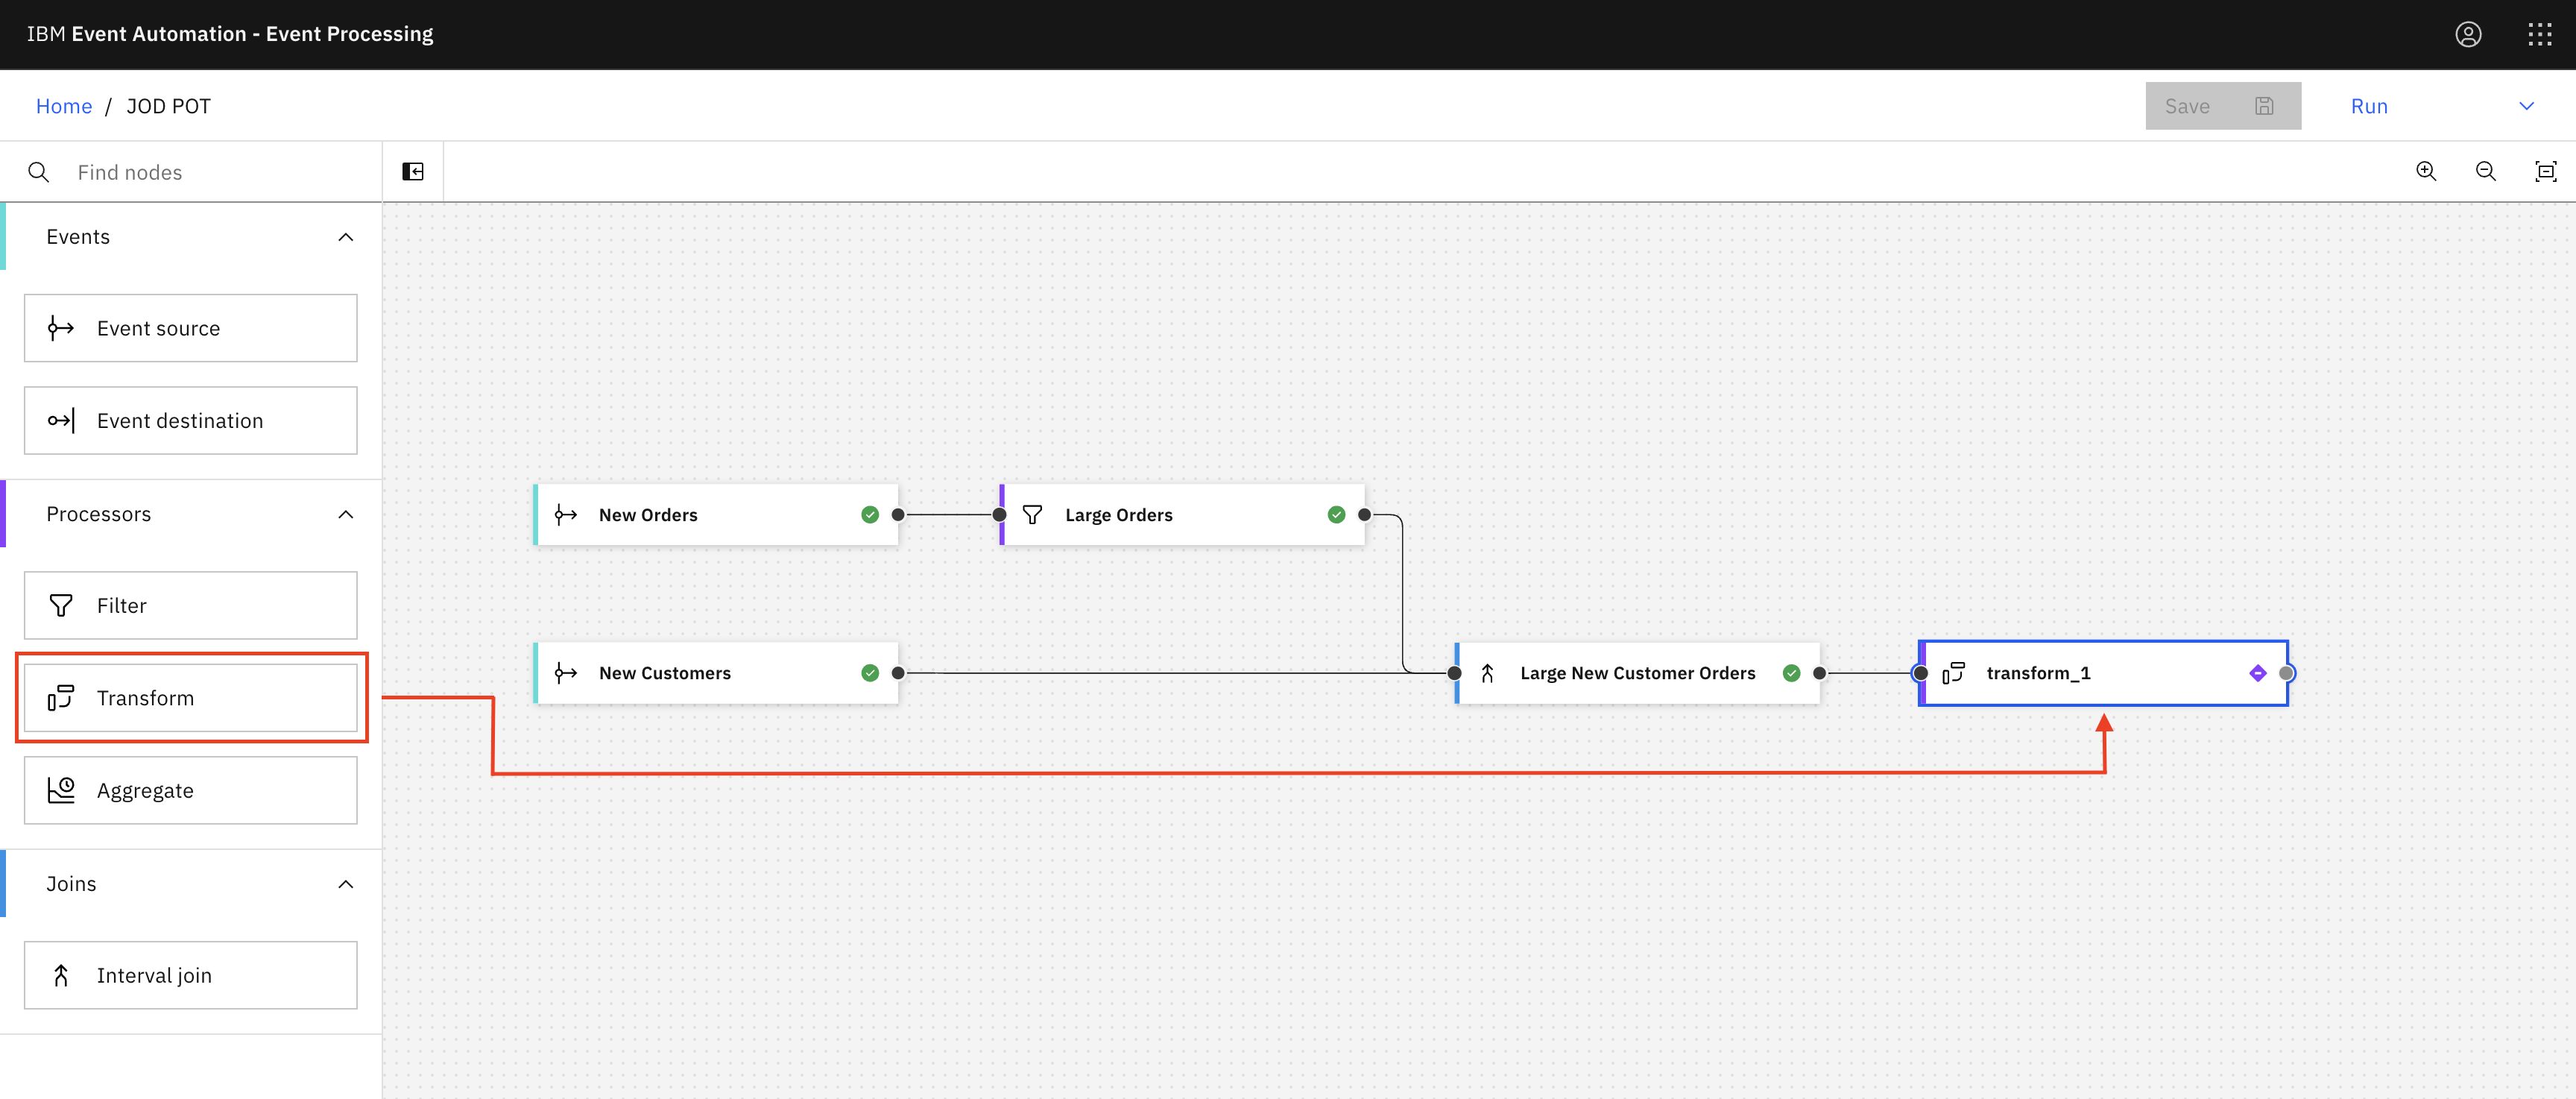 IBM Event Automation - Event Processing
Home / JOD POT
Save
Run
Find nodes
Events
Event source
Event destination
Processors
Filter
Transform
Aggregate
Joins
Interval join
New Orders
Large Orders
New Customers
Large New Customer Orders
transform_1